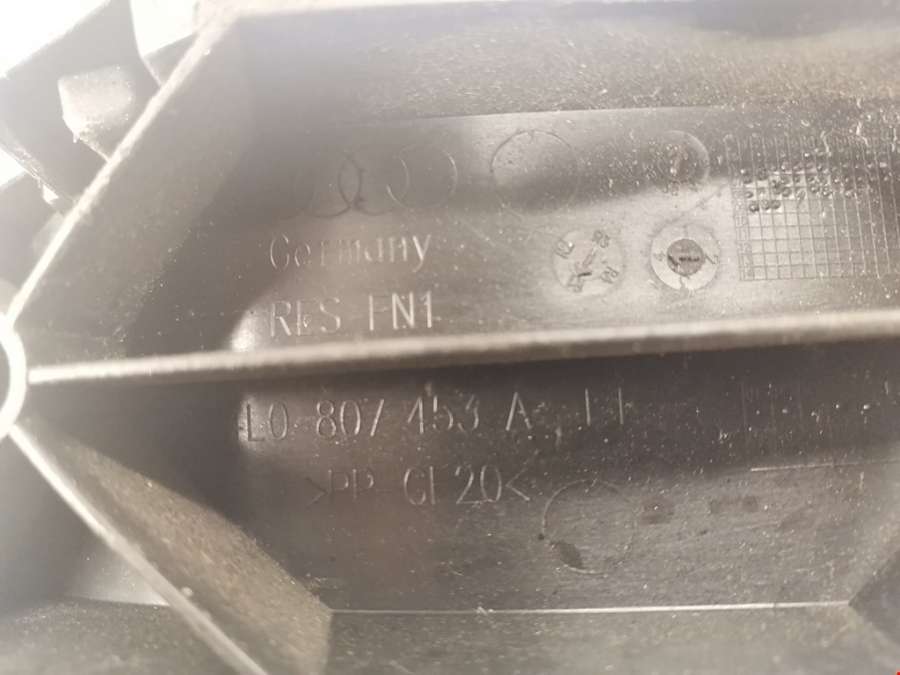 Germany
RES FN1
L0 807 453 A
>PP-GF20<